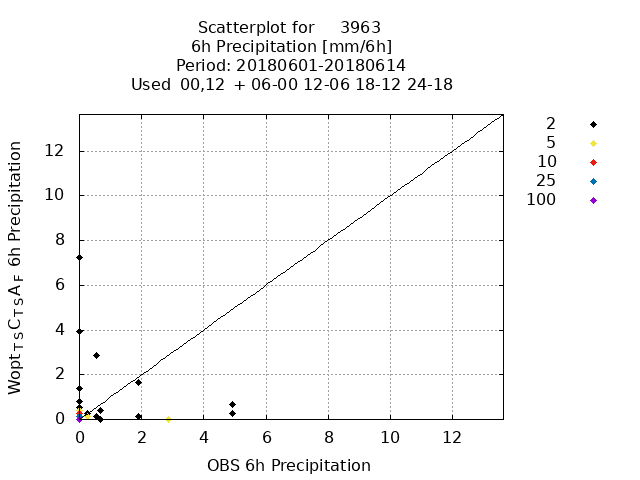 Scatterplot for 3963
6h Precipitation [mm/6h]
Period: 20180601-20180614
Used 00,12 + 06-00 12-06 18-12 24-18
2
5
10
25
100
12
10
8
6
4
2
0
0 2 4 6 8 10 12
Wopt T S C T S A F 6h Precipitation
OBS 6h Precipitation